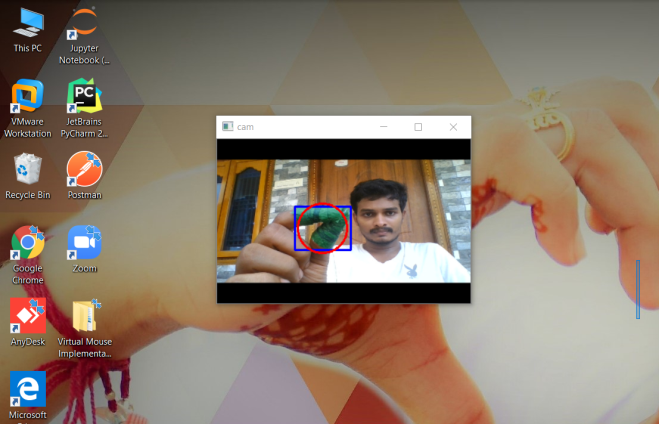 This PC
Jupyter
Notebook (...
VMware
Workstation
PC
JetBrains
PyCharm 2...
Recycle Bin
Postman
Google
Chrome
Zoom
AnyDesk
Virtual Mouse
Implementa...
Microsoft
cam